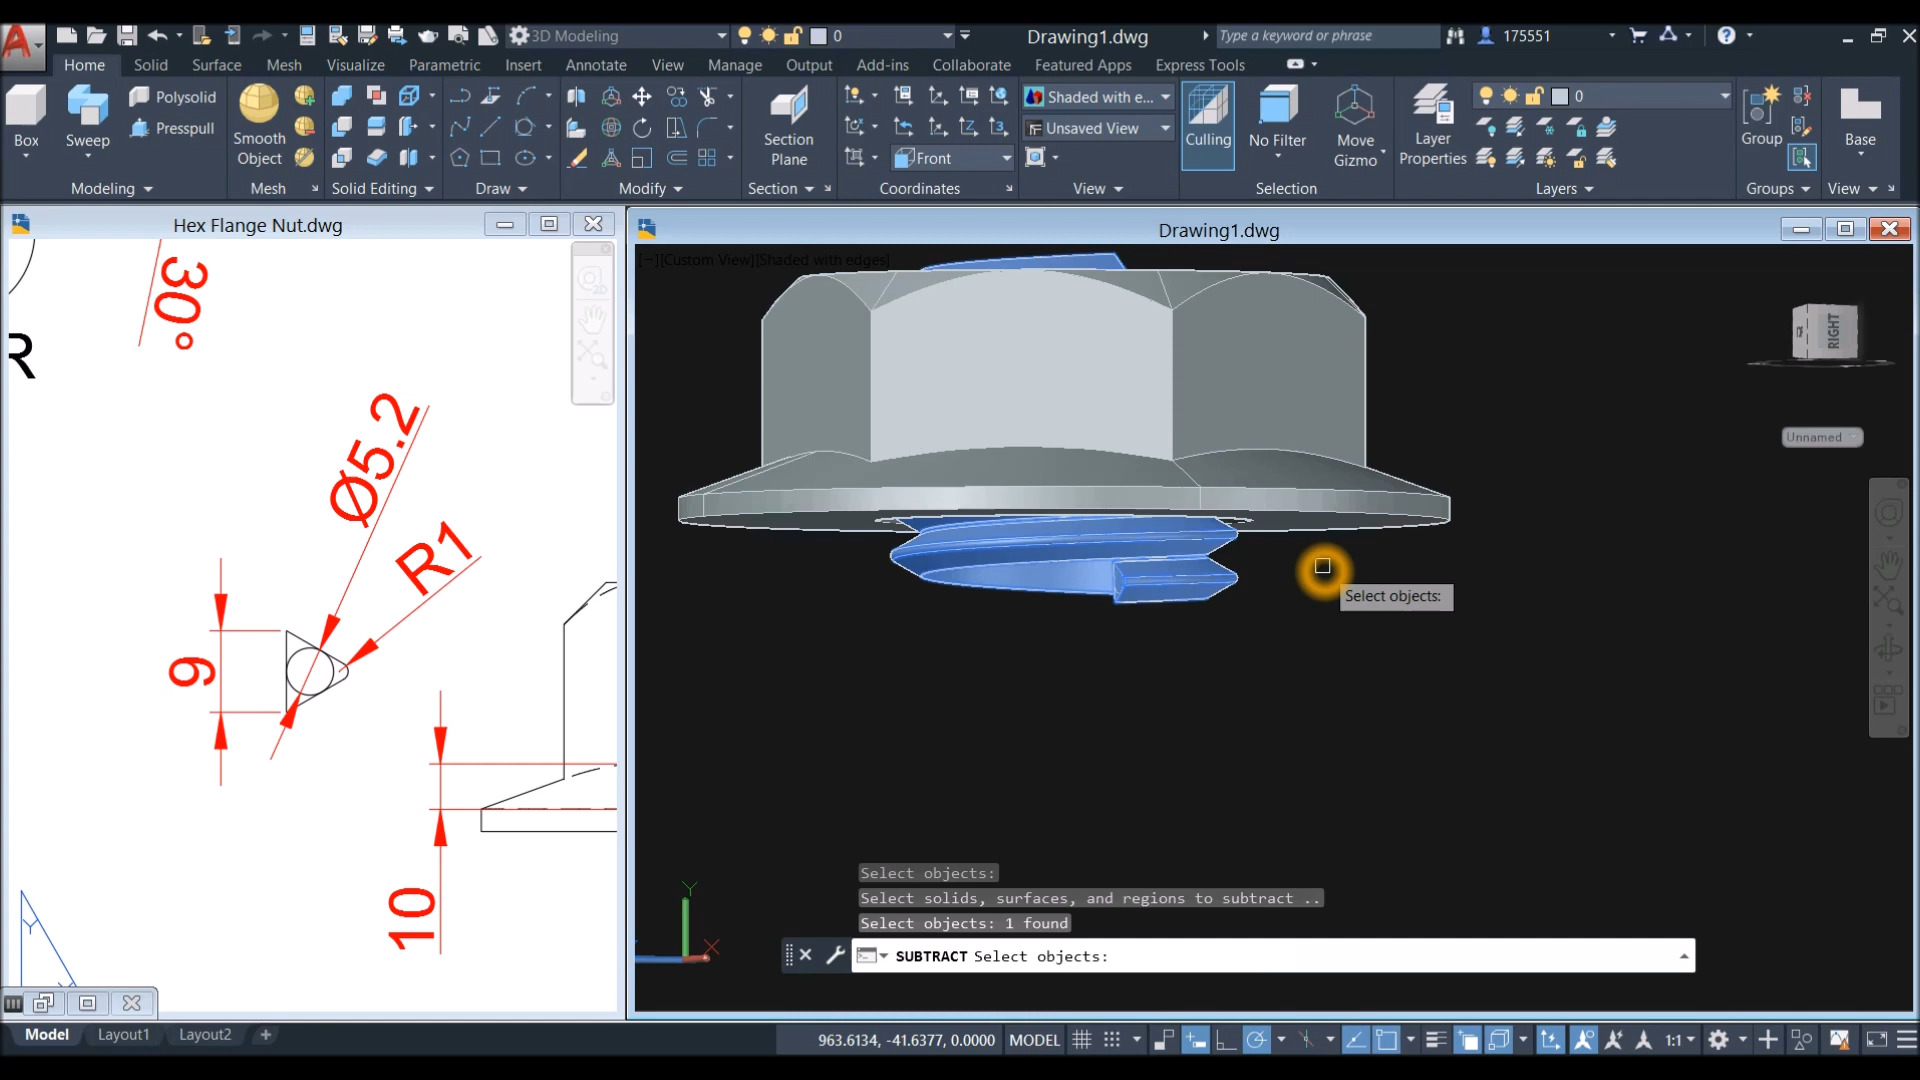 3D Modeling
0
Drawing1.dwg
Type a keyword or phrase
175551
Home
Solid
Surface
Mesh
Visualize
Parametric
Insert
Annotate
View
Manage
Output
Add-ins
Collaborate
Featured Apps
Express Tools
Box
Sweep
Polysolid
Presspull
Smooth
Object
Section
Plane
Front
Shaded with e...
Unsaved View
Culling
No Filter
Move
Gizmo
Layer
Properties
0
Group
Base
Modeling
Mesh
Solid Editing
Draw
Modify
Section
Coordinates
View
Selection
Layers
Groups
View
Hex Flange Nut.dwg
30°
R
Ø5.2
R1
9
10
Y
Drawing1.dwg
[−][Custom View][Shaded with edges]
RIGHT
Unnamed
Select objects:
Y
X
Select objects:
Select solids, surfaces, and regions to subtract ..
Select objects: 1 found
SUBTRACT Select objects:
Model
Layout1
Layout2
+
963.6134, -41.6377, 0.0000
MODEL
1:1